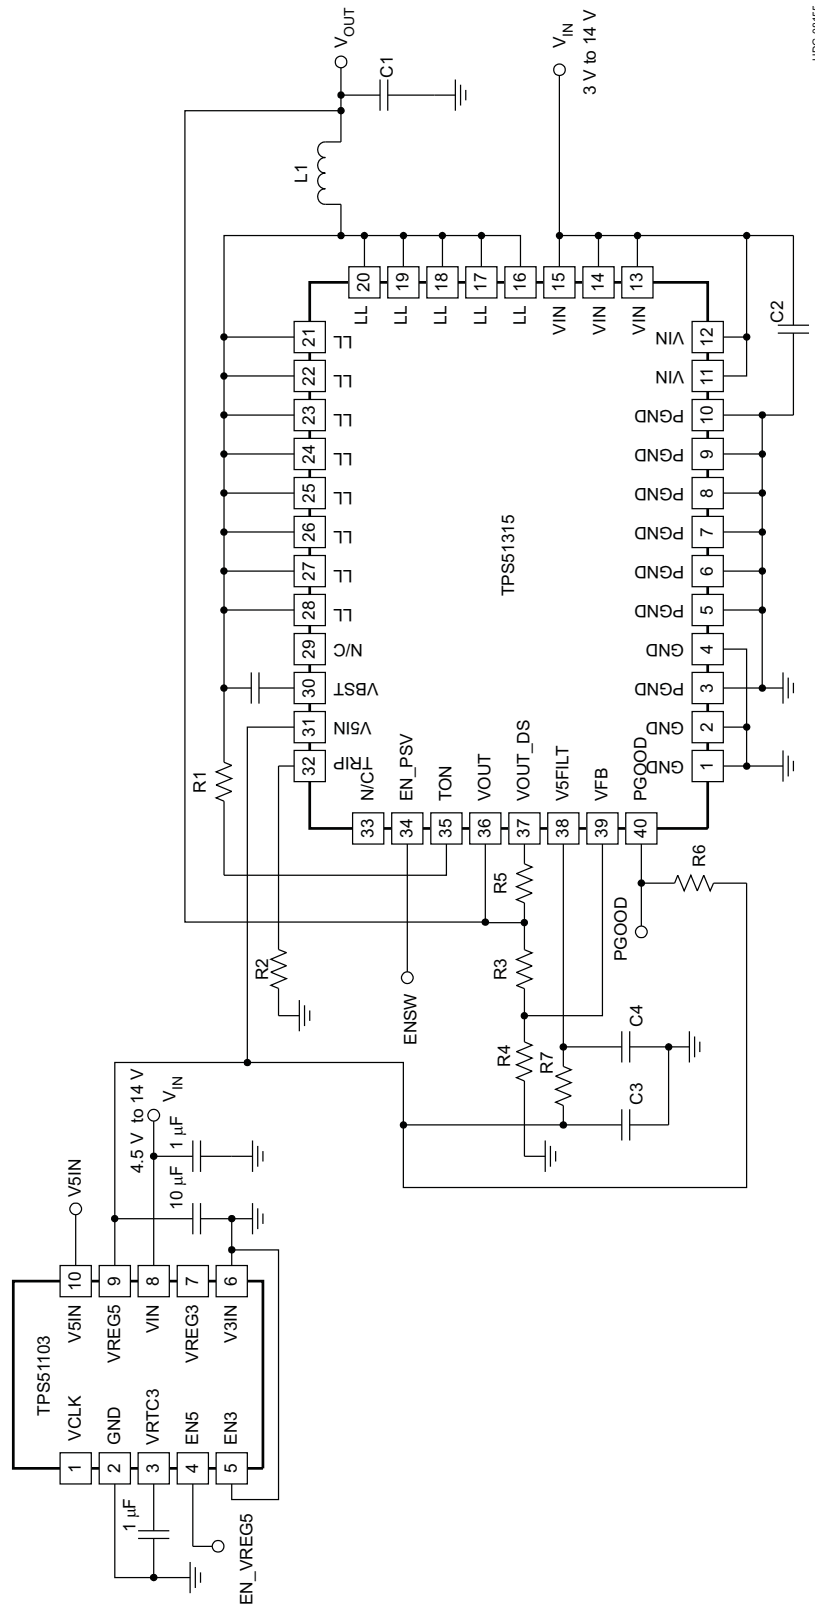 TPS51103
1
2
3
4
5
VCLK
GND
VRTC3
EN5
EN3
V5IN
VREG5
VIN
VREG3
V3IN
10
9
8
7
6
1 µF
EN_VREG5
V5IN
10 µF
1 µF
4.5 V to 14 V
VIN
ENSW
R2
R1
R3
R4
R5
R6
R7
C3
C4
PGOOD
TPS51315
33
34
35
36
37
38
39
40
N/C
EN_PSV
TON
VOUT
VOUT_DS
V5FILT
VFB
PGOOD
32
31
30
29
28
27
26
25
24
23
22
21
TRIP
V5IN
VBST
N/C
LL
LL
LL
LL
LL
LL
LL
LL
1
2
3
4
5
6
7
8
9
10
11
12
GND
GND
PGND
GND
PGND
PGND
PGND
PGND
PGND
PGND
VIN
VIN
LL
LL
LL
LL
LL
VIN
VIN
VIN
20
19
18
17
16
15
14
13
L1
C1
C2
VOUT
VIN
3 V to 14 V